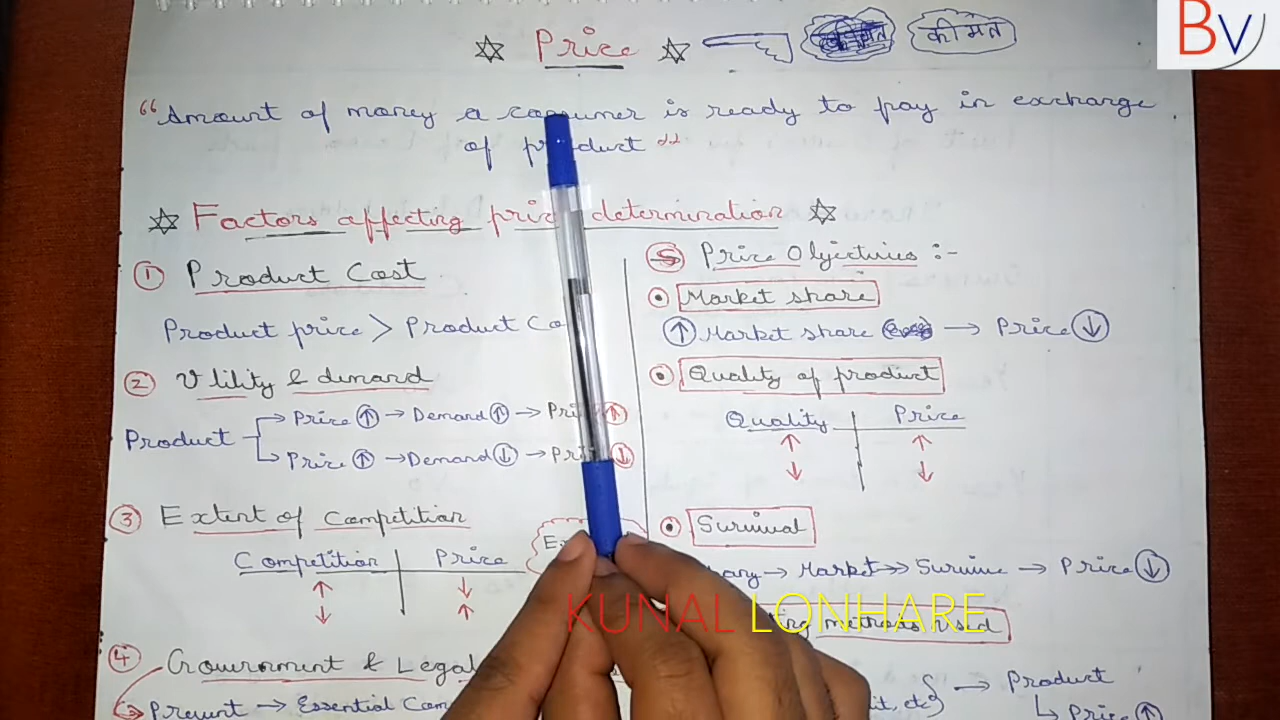 ☆ Price ☆ कीमत
BV
"Amount of money a consumer is ready to pay in exchange
of product"
☆ Factors affecting price determination ☆
① Product Cost
Product price > Product Co
② Utility & demand
Product
Price ↑ → Demand ↑ → Pri ↑
Price ↑ → Demand ↓ → Pri ↓
③ Extent of Competition
Competition | Price
↑ ↓
↓ ↑
④ Government & Legal
Prevent → Essential Com
⑤ Price Objectives :-
• Market share
↑ Market share → Price ↓
• Quality of product
Quality | Price
↑ ↑
↓ ↓
• Survival
Market → Survive → Price ↓
methods used
etc} → Product
↳ Price ↑
KUNAL LONHARE